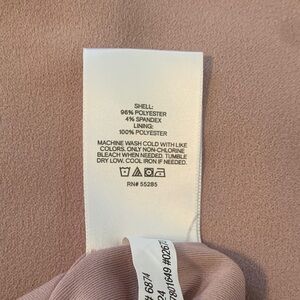 SHELL:
96% POLYESTER
4% SPANDEX
LINING:
100% POLYESTER
MACHINE WASH COLD WITH LIKE
COLORS. ONLY NON-CHLORINE
BLEACH WHEN NEEDED. TUMBLE
DRY LOW. COOL IRON IF NEEDED.
RN# 55285
# 6874